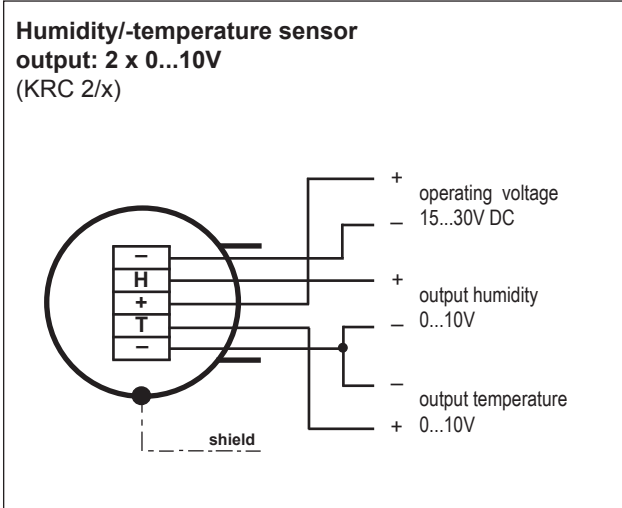 Humidity/-temperature sensor
output: 2 x 0...10V
(KRC 2/x)
+
operating voltage
– 15...30V DC
–
H
+
T
–
+
output humidity
– 0...10V
–
output temperature
+ 0...10V
shield